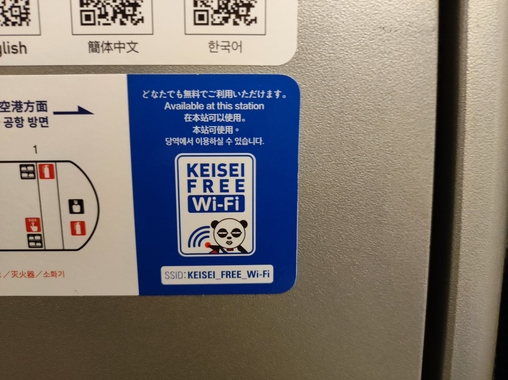 glish
簡体中文
한국어
空港方面
공항 방면
どなたでも無料でご利用いただけます。
Available at this station
在本站可以使用。
本站可使用。
당역에서 이용하실 수 있습니다.
1
KEISEI
FREE
Wi-Fi
SSID:KEISEI_FREE_Wi-Fi
／灭火器／소화기